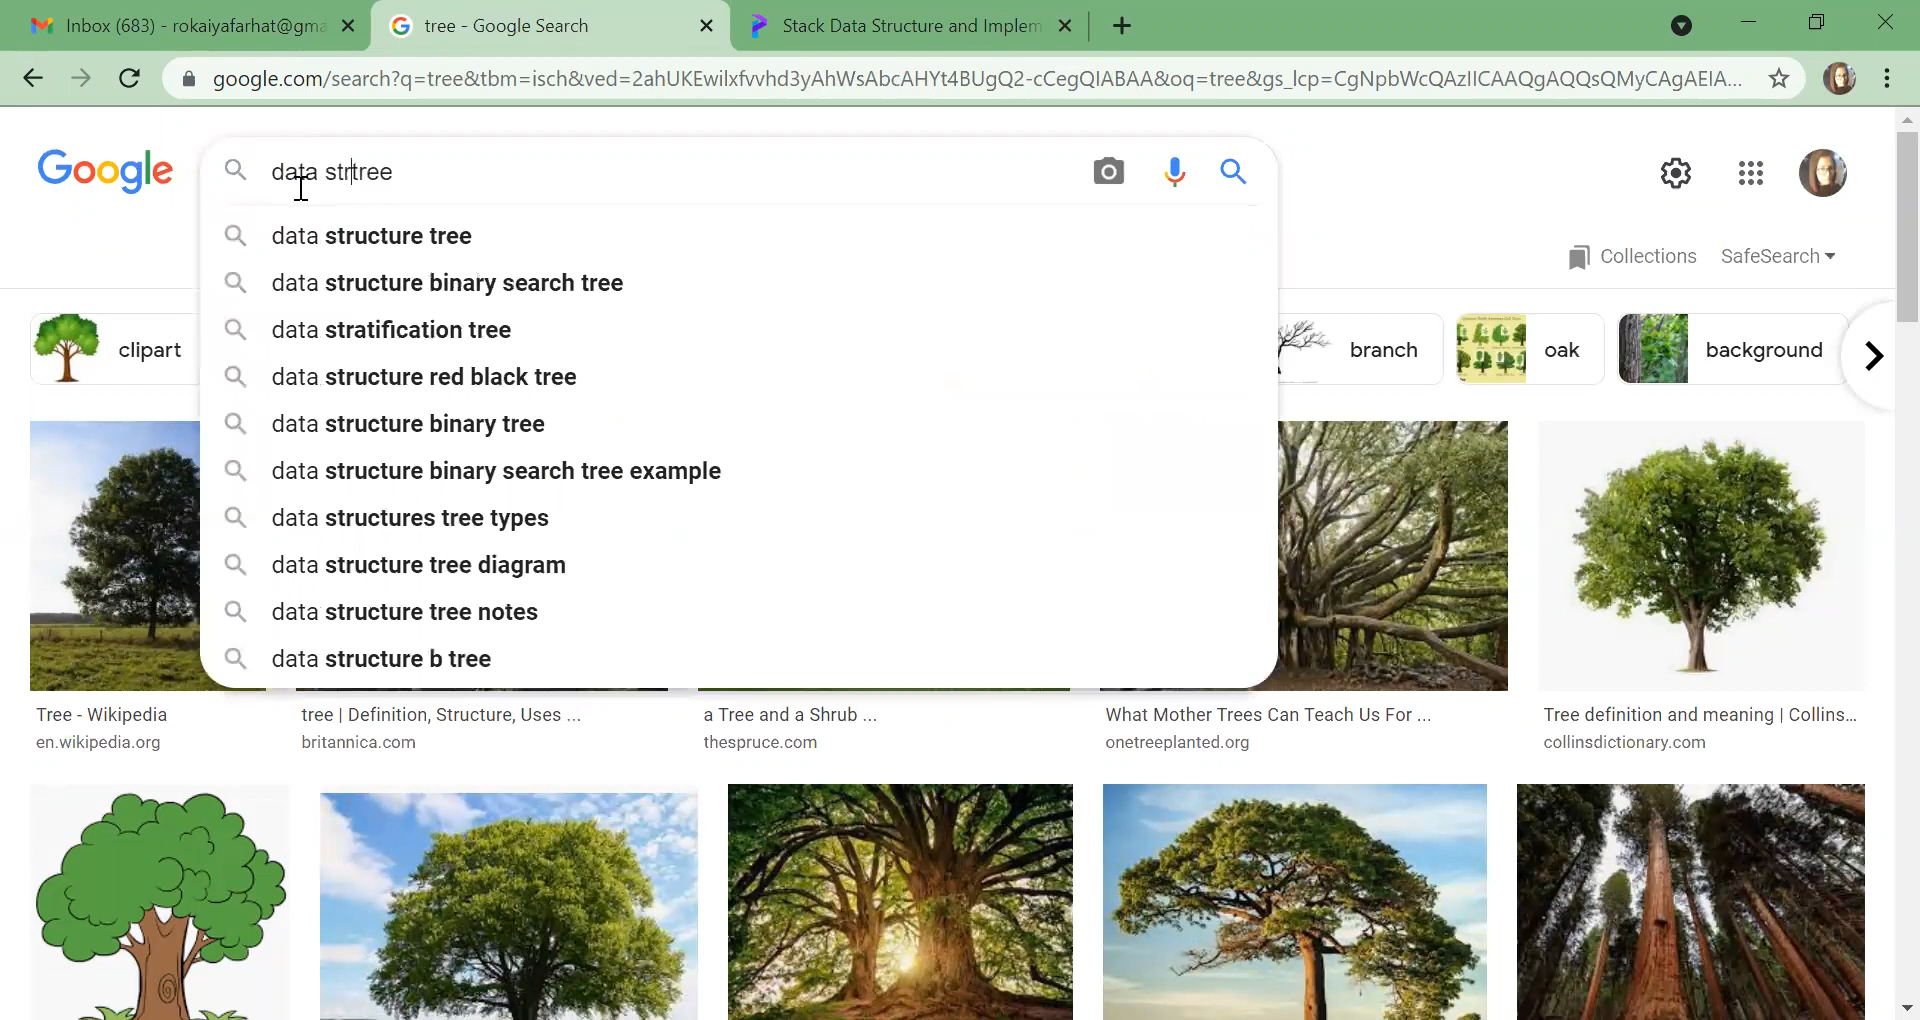 Inbox (683) - rokaiyafarhat@gma
tree - Google Search
Stack Data Structure and Implem
google.com/search?q=tree&tbm=isch&ved=2ahUKEwilxfvvhd3yAhWsAbcAHYt4BUgQ2-cCegQIABAA&oq=tree&gs_lcp=CgNpbWcQAzIICAAQgAQQsQMyCAgAEIA...
Google
data strtree
data structure tree
data structure binary search tree
data stratification tree
data structure red black tree
data structure binary tree
data structure binary search tree example
data structures tree types
data structure tree diagram
data structure tree notes
data structure b tree
Collections
SafeSearch
clipart
branch
oak
background
Tree - Wikipedia
en.wikipedia.org
tree | Definition, Structure, Uses ...
britannica.com
a Tree and a Shrub ...
thespruce.com
What Mother Trees Can Teach Us For ...
onetreeplanted.org
Tree definition and meaning | Collins...
collinsdictionary.com